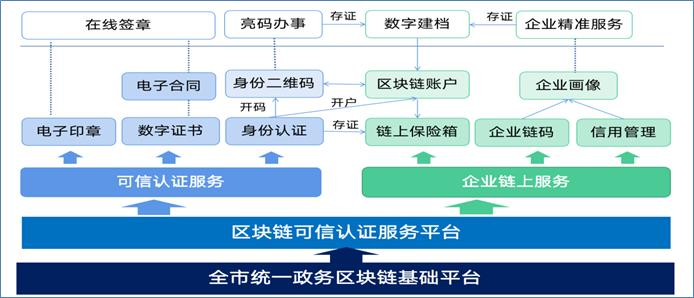 在线签章
亮码办事
存证
数字建档
存证
企业精准服务
电子合同
身份二维码
区块链账户
企业画像
开码
开户
电子印章
数字证书
身份认证
存证
链上保险箱
企业链码
信用管理
可信认证服务
企业链上服务
区块链可信认证服务平台
全市统一政务区块链基础平台